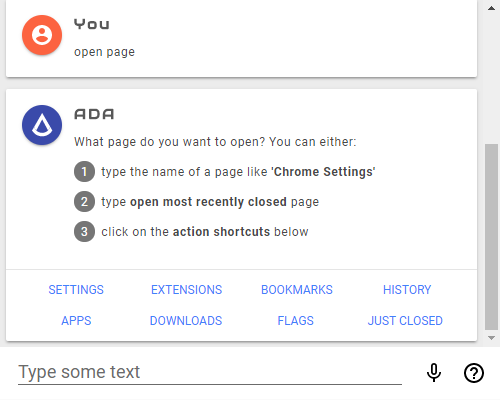 You
open page
ADA
What page do you want to open? You can either:
1 type the name of a page like 'Chrome Settings'
2 type open most recently closed page
3 click on the action shortcuts below
SETTINGS EXTENSIONS BOOKMARKS HISTORY
APPS DOWNLOADS FLAGS JUST CLOSED
Type some text